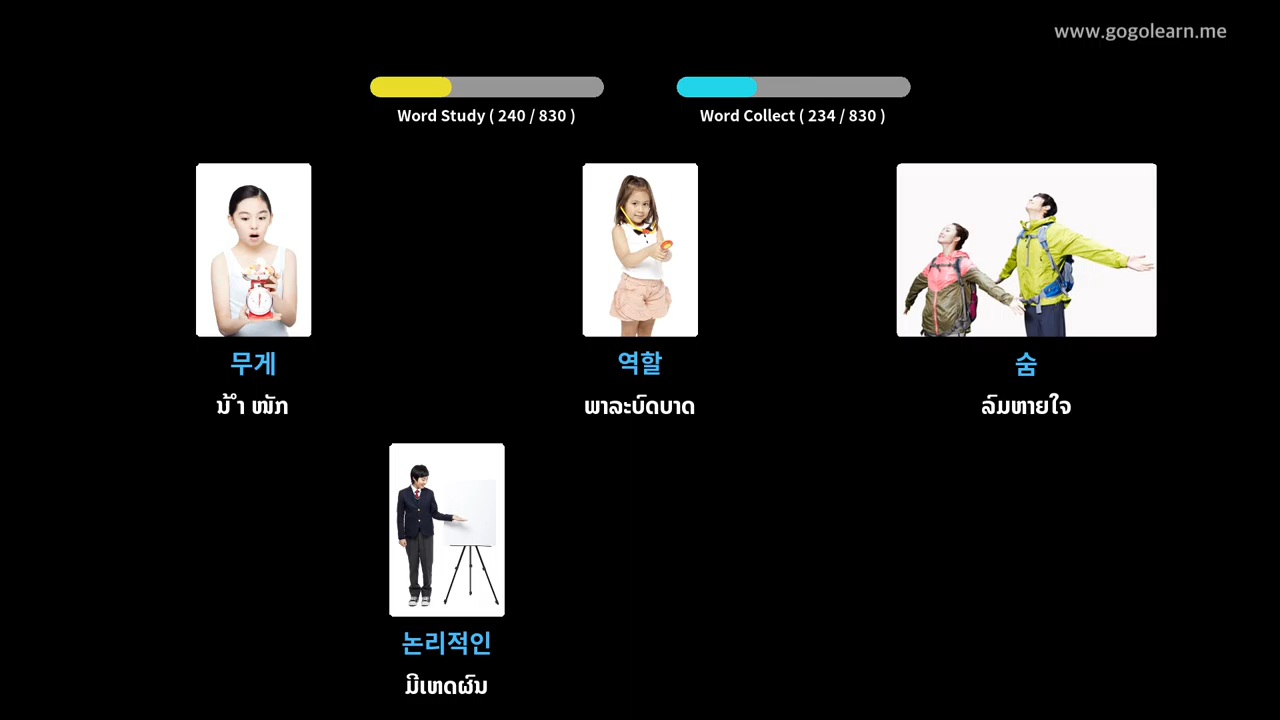 www.gogolearn.me
Word Study ( 240 / 830 )
Word Collect ( 234 / 830 )
무게
역할
숨
ນ້ຳ ໜັກ
ພາລະບົດບາດ
ລົມຫາຍໃຈ
논리적인
ມີເຫດຜົນ